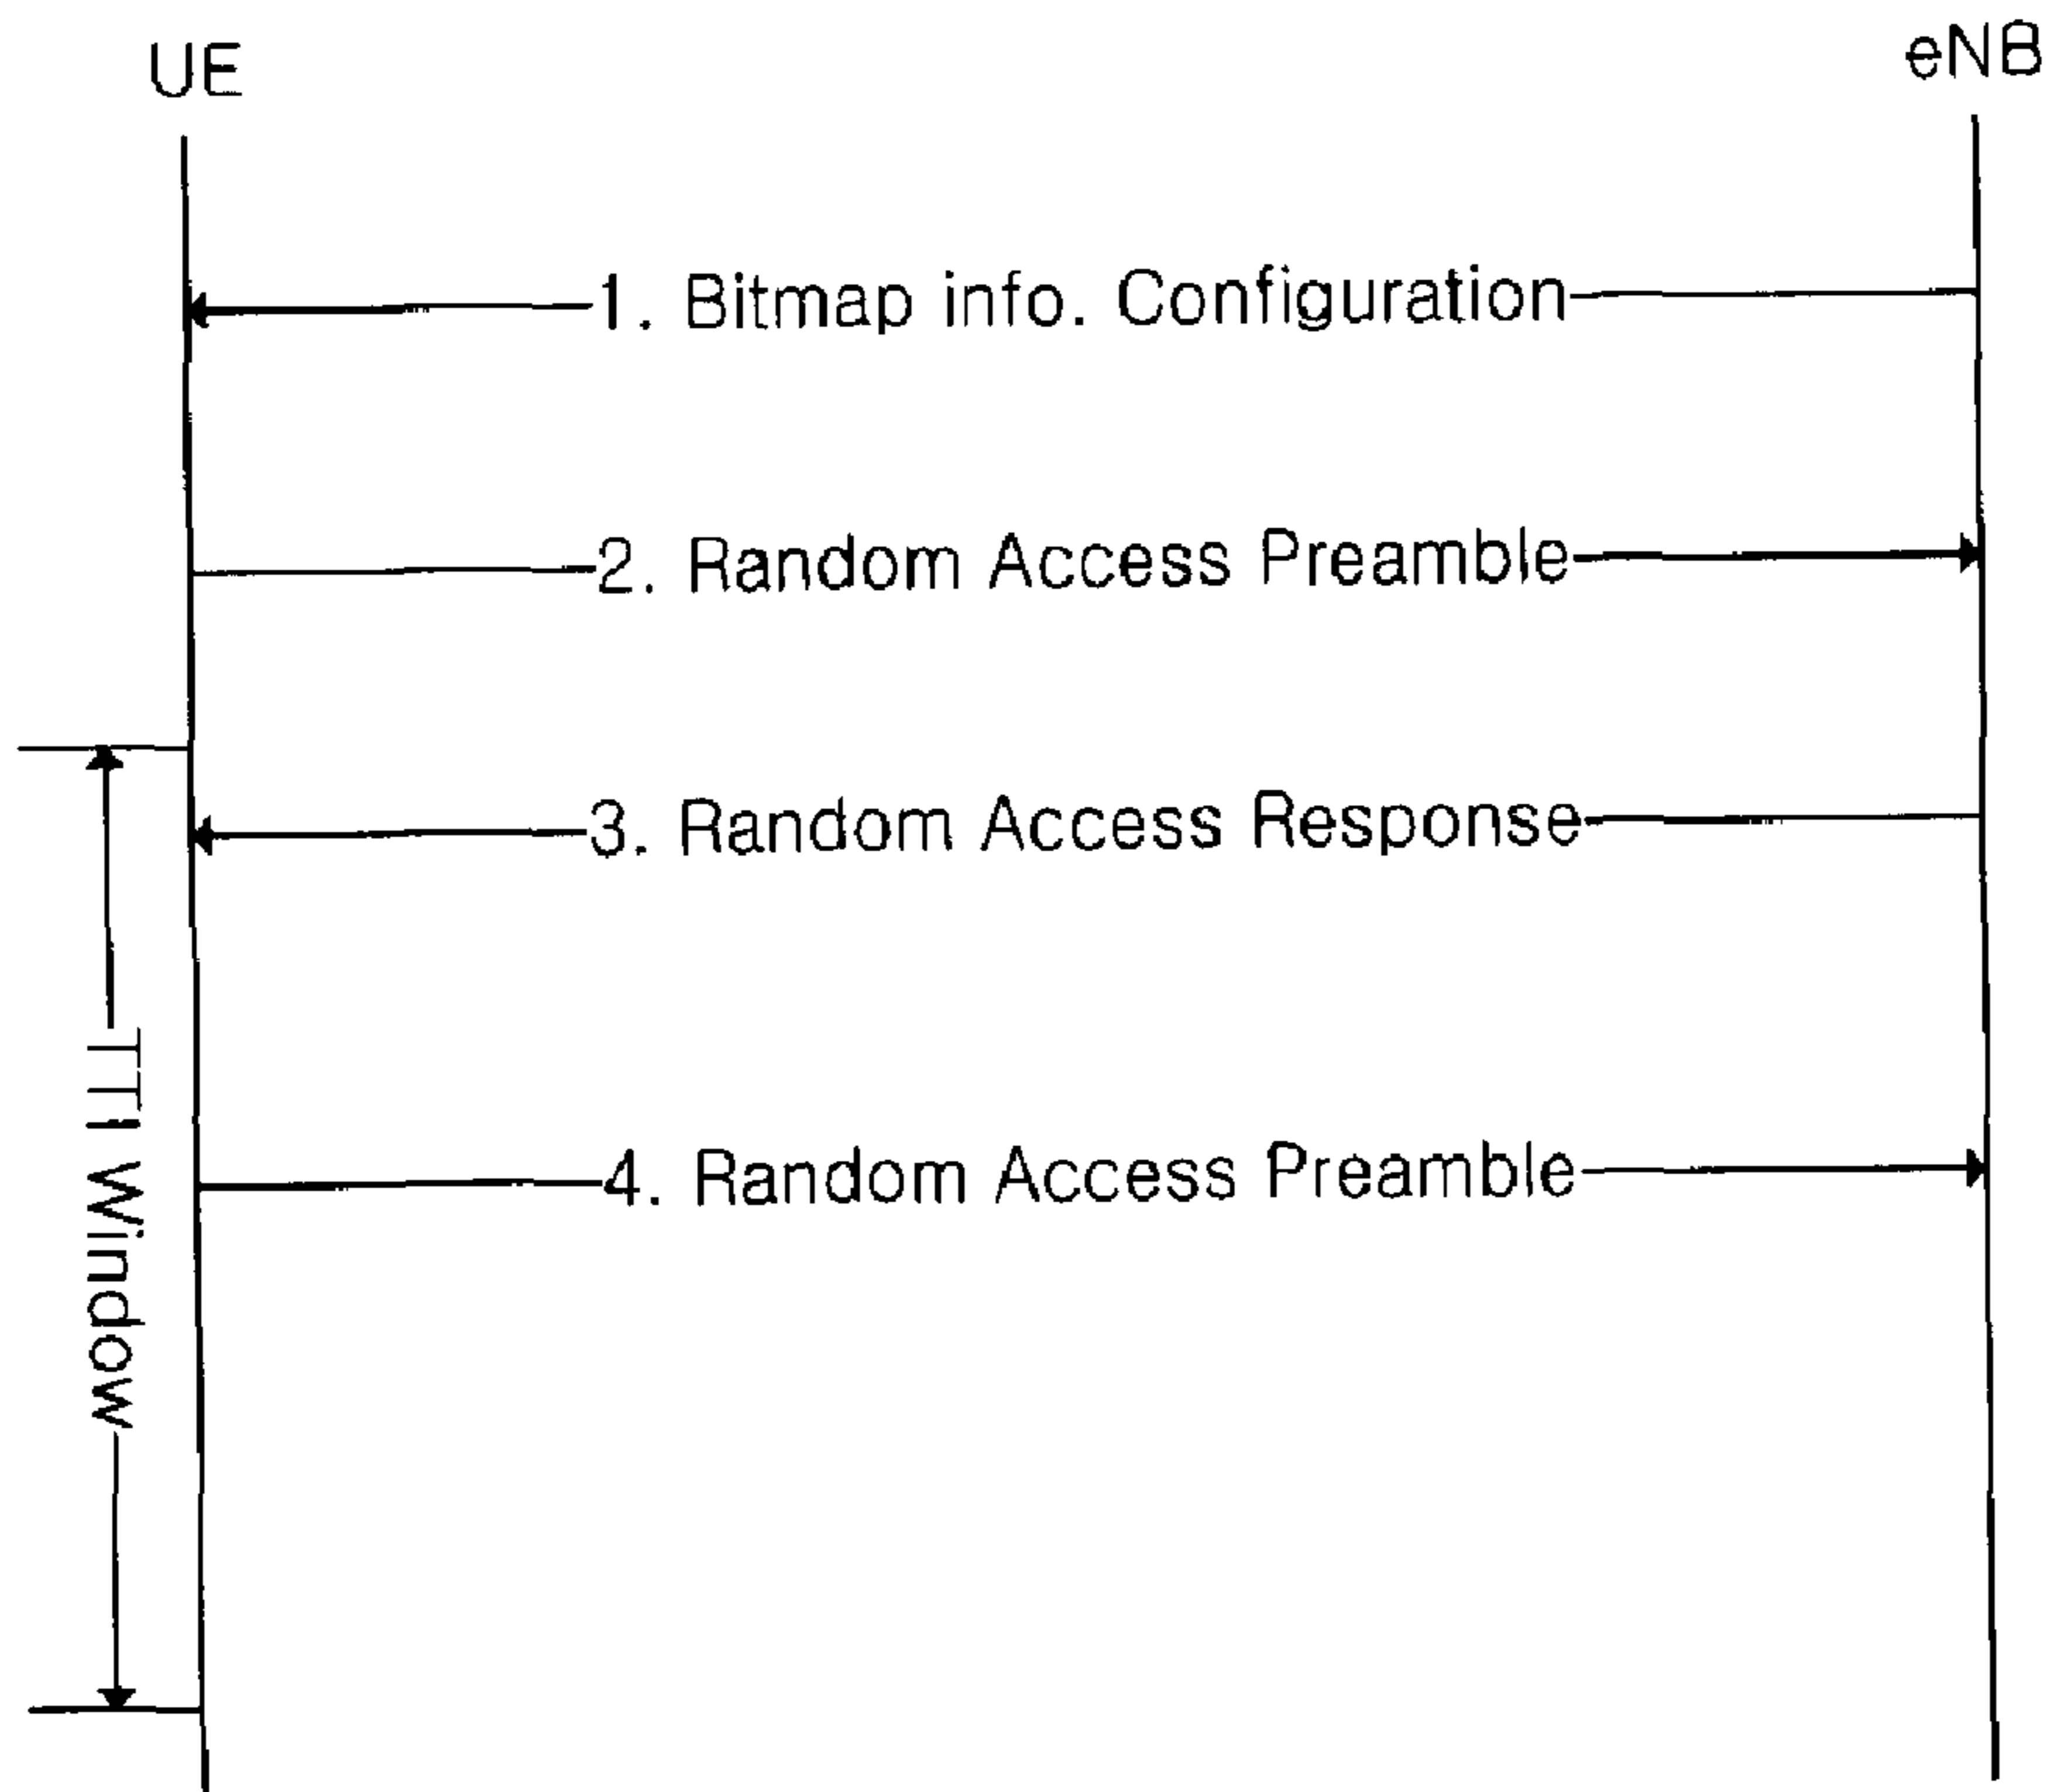 UE
eNB
1. Bitmap info. Configuration
2. Random Access Preamble
3. Random Access Response
TTI Window
4. Random Access Preamble